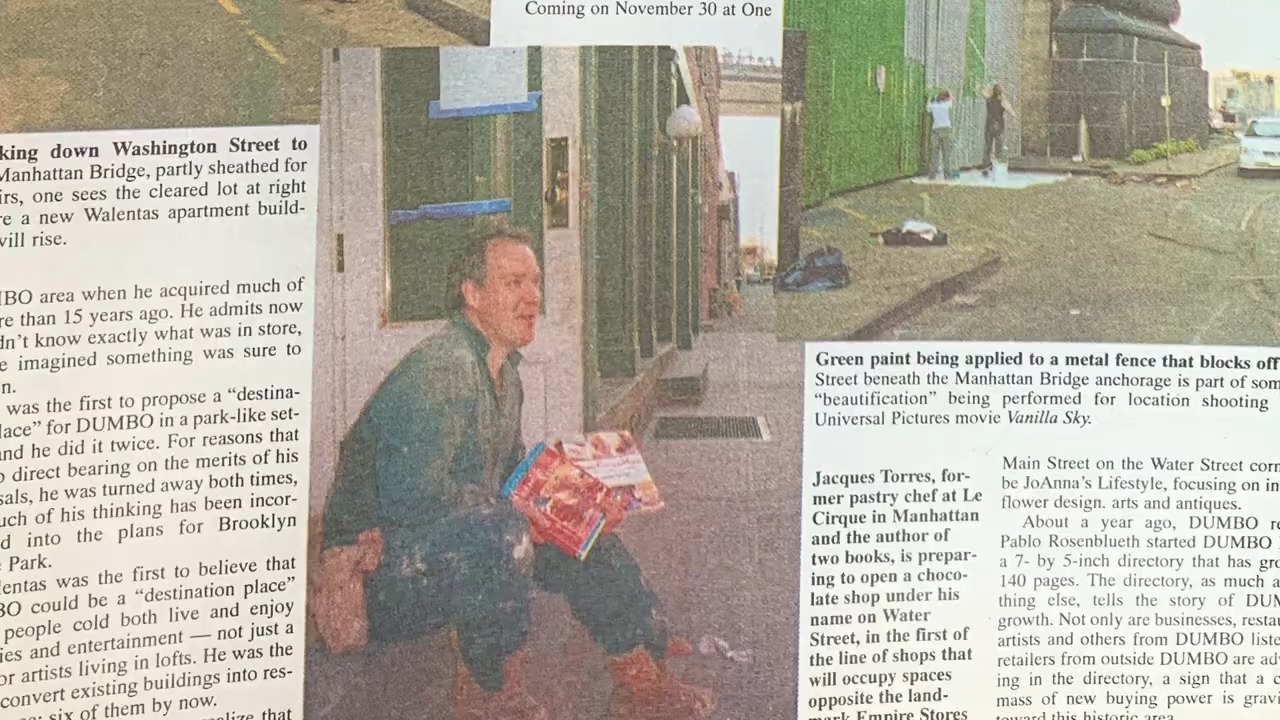 Coming on November 30 at One
king down Washington Street to
Manhattan Bridge, partly sheathed for
irs, one sees the cleared lot at right
re a new Walentas apartment build-
will rise.
MBO area when he acquired much of
re than 15 years ago. He admits now
dn't know exactly what was in store,
e imagined something was sure to
n.
was the first to propose a “destina-
lace” for DUMBO in a park-like set-
and he did it twice. For reasons that
o direct bearing on the merits of his
sals, he was turned away both times,
uch of his thinking has been incor-
d into the plans for Brooklyn
Park.
lentas was the first to believe that
BO could be a “destination place”
people cold both live and enjoy
ies and entertainment — not just a
or artists living in lofts. He was the
convert existing buildings into res-
six of them by now.
alize that
Green paint being applied to a metal fence that blocks off
Street beneath the Manhattan Bridge anchorage is part of som
“beautification” being performed for location shooting
Universal Pictures movie Vanilla Sky.
Jacques Torres, for-
mer pastry chef at Le
Cirque in Manhattan
and the author of
two books, is prepar-
ing to open a choco-
late shop under his
name on Water
Street, in the first of
the line of shops that
will occupy spaces
opposite the land-
mark Empire Stores
Main Street on the Water Street corn
be JoAnna's Lifestyle, focusing on in
flower design. arts and antiques.
About a year ago, DUMBO re
Pablo Rosenblueth started DUMBO
a 7- by 5-inch directory that has gro
140 pages. The directory, as much a
thing else, tells the story of DUM
growth. Not only are businesses, restau
artists and others from DUMBO liste
retailers from outside DUMBO are adv
ing in the directory, a sign that a c
mass of new buying power is gravi
toward this historic area